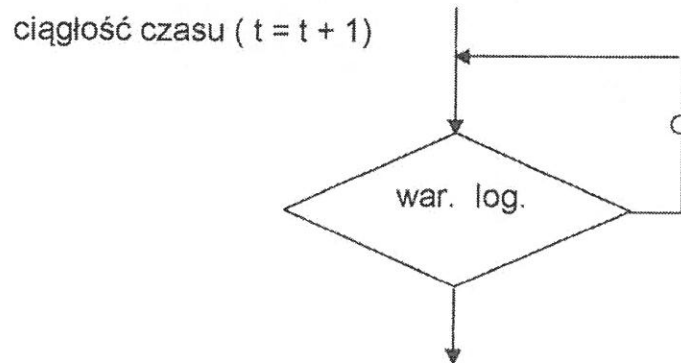 ciągłość czasu ( t = t + 1)
war. log.